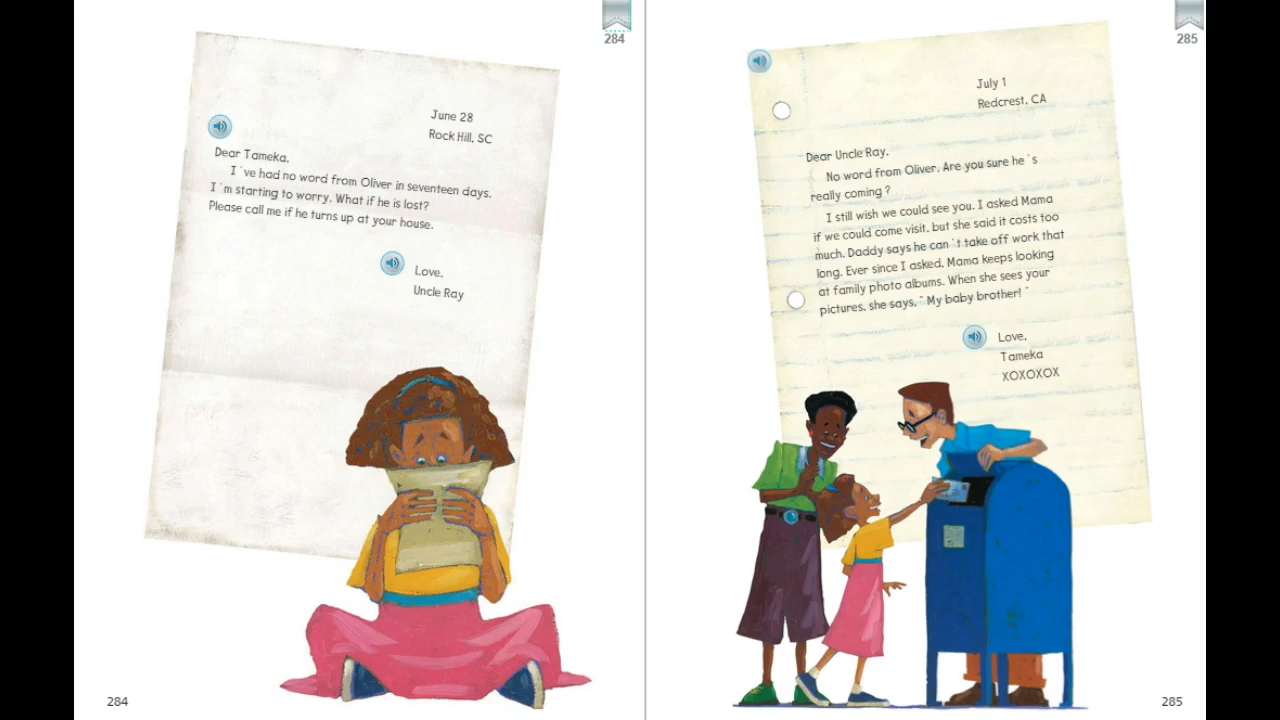 284
June 28
Rock Hill, SC
Dear Tameka,
I've had no word from Oliver in seventeen days.
I'm starting to worry. What if he is lost?
Please call me if he turns up at your house.
Love,
Uncle Ray
284
285
July 1
Redcrest, CA
Dear Uncle Ray,
No word from Oliver. Are you sure he's
really coming?
I still wish we could see you. I asked Mama
if we could come visit, but she said it costs too
much. Daddy says he can't take off work that
long. Ever since I asked, Mama keeps looking
at family photo albums. When she sees your
pictures, she says, "My baby brother!"
Love,
Tameka
XOXOXOX
285